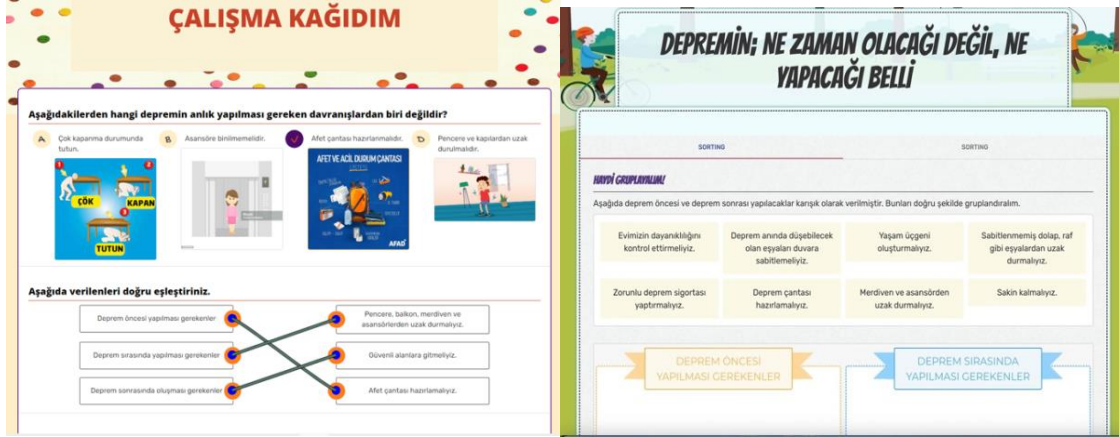 ÇALIŞMA KAĞIDIM
Aşağıdakilerden hangi depremin anlık yapılması gereken davranışlardan biri değildir?
A
Çok kapanma durumunda
tutun.
B
Asansöre binilmemelidir.
Afet çantası hazırlanmalıdır.
D
Pencere ve kapılardan uzak
durulmalıdır.
1
2
ÇÖK
KAPAN
3
TUTUN
AFET VE ACİL DURUM ÇANTASI
AFAD
Aşağıda verilenleri doğru eşleştiriniz.
Deprem öncesi yapılması gerekenler
Pencere, balkon, merdiven ve
asansörlerden uzak durmalıyız.
Deprem sırasında yapılması gerekenler
Güvenli alanlara gitmeliyiz.
Deprem sonrasında oluşması gerekenler
Afet çantası hazırlamalıyız.
DEPREMİN; NE ZAMAN OLACAĞI DEĞİL, NE
YAPACAĞI BELLİ
SORTING
SORTING
HAYDİ GRUPLAYALIM!
Aşağıda deprem öncesi ve deprem sonrası yapılacaklar karışık olarak verilmiştir. Bunları doğru şekilde gruplandıralım.
Evimizin dayanıklılığını
kontrol ettirmeliyiz.
Deprem anında düşebilecek
olan eşyaları duvara
sabitlemeliyiz.
Yaşam üçgeni
oluşturmalıyız.
Sabitlenmemiş dolap, raf
gibi eşyalardan uzak
durmalıyız.
Zorunlu deprem sigortası
yaptırmalıyız.
Deprem çantası
hazırlamalıyız.
Merdiven ve asansörden
uzak durmalıyız.
Sakin kalmalıyız.
DEPREM ÖNCESİ
YAPILMASI GEREKENLER
DEPREM SIRASINDA
YAPILMASI GEREKENLER